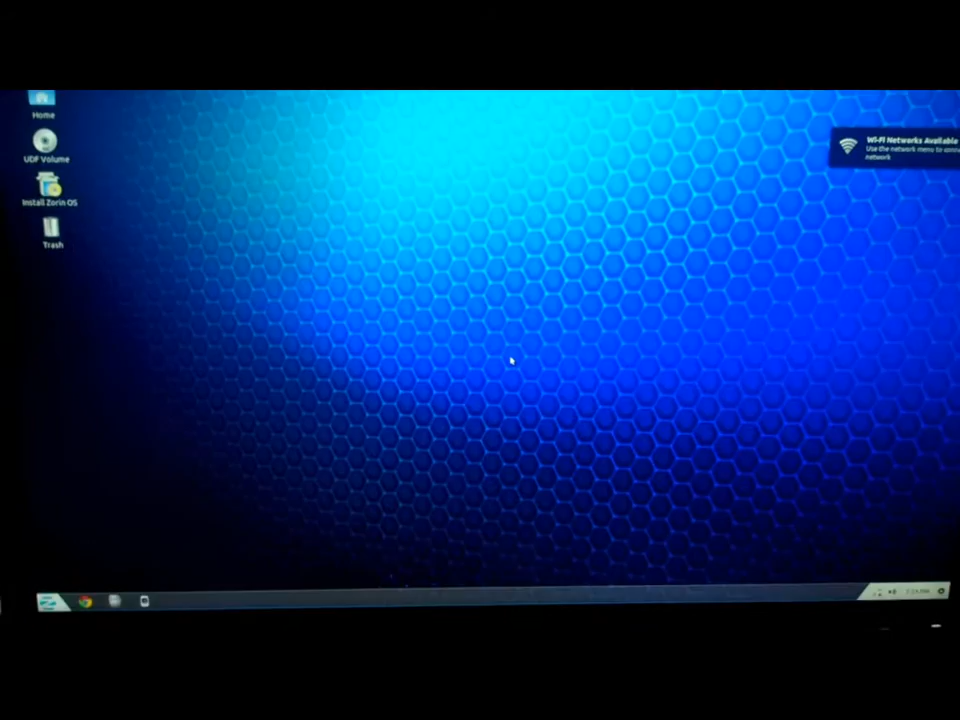 Home
UDF Volume
Install Zorin OS
Trash
Wi-Fi Networks Available
Use the network menu to
network